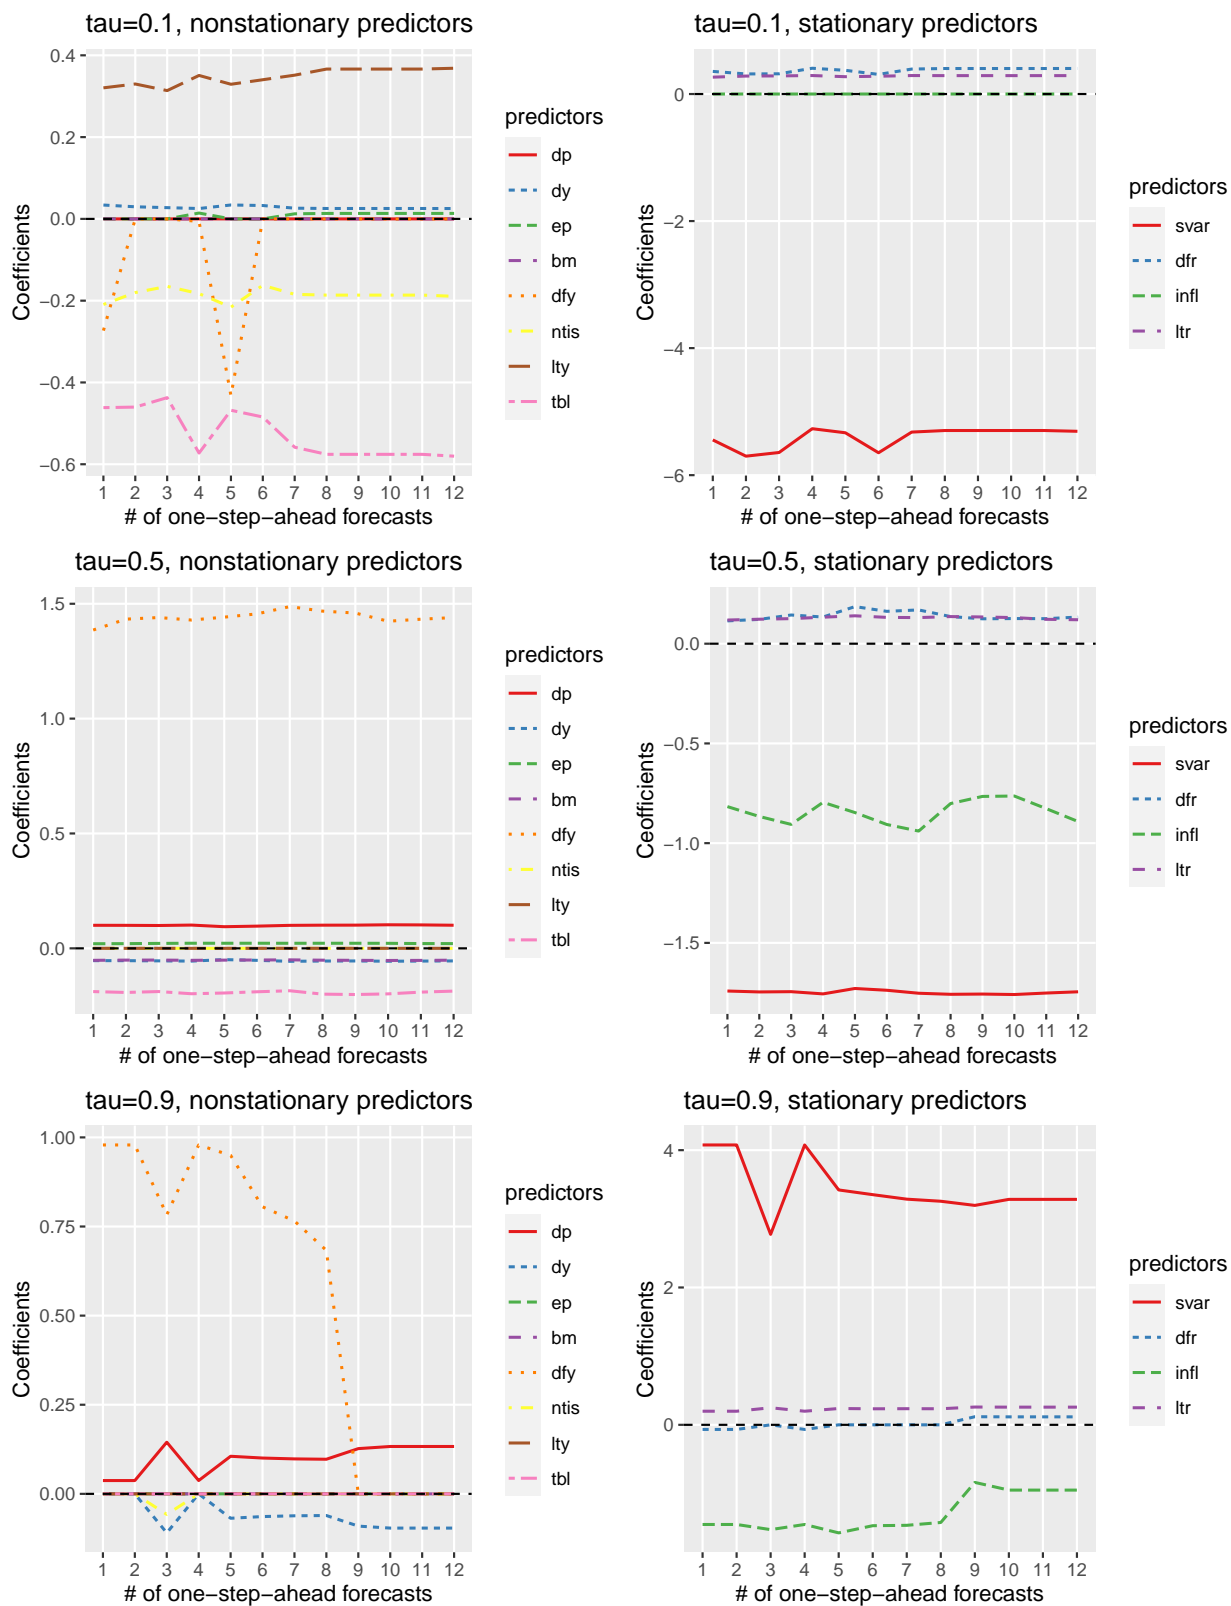 tau=0.1, nonstationary predictors
0.4
0.2
0.0
−0.2
−0.4
−0.6
Coefficients
1 2 3 4 5 6 7 8 9 10 11 12
# of one−step−ahead forecasts
predictors
dp
dy
ep
bm
dfy
ntis
lty
tbl
tau=0.1, stationary predictors
0
−2
−4
−6
Ceofficients
1 2 3 4 5 6 7 8 9 10 11 12
# of one−step−ahead forecasts
predictors
svar
dfr
infl
ltr
tau=0.5, nonstationary predictors
1.5
1.0
0.5
0.0
Coefficients
1 2 3 4 5 6 7 8 9 10 11 12
# of one−step−ahead forecasts
predictors
dp
dy
ep
bm
dfy
ntis
lty
tbl
tau=0.5, stationary predictors
0.0
−0.5
−1.0
−1.5
Ceofficients
1 2 3 4 5 6 7 8 9 10 11 12
# of one−step−ahead forecasts
predictors
svar
dfr
infl
ltr
tau=0.9, nonstationary predictors
1.00
0.75
0.50
0.25
0.00
Coefficients
1 2 3 4 5 6 7 8 9 10 11 12
# of one−step−ahead forecasts
predictors
dp
dy
ep
bm
dfy
ntis
lty
tbl
tau=0.9, stationary predictors
4
2
0
Ceofficients
1 2 3 4 5 6 7 8 9 10 11 12
# of one−step−ahead forecasts
predictors
svar
dfr
infl
ltr